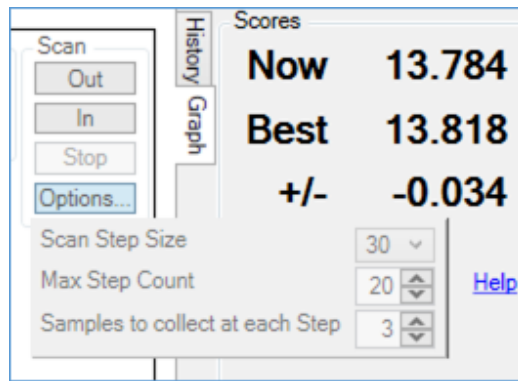 Scan
Out
In
Stop
Options...
History
Graph
Scores
Now 13.784
Best 13.818
+/- -0.034
Scan Step Size 30
Max Step Count 20
Samples to collect at each Step 3
Help